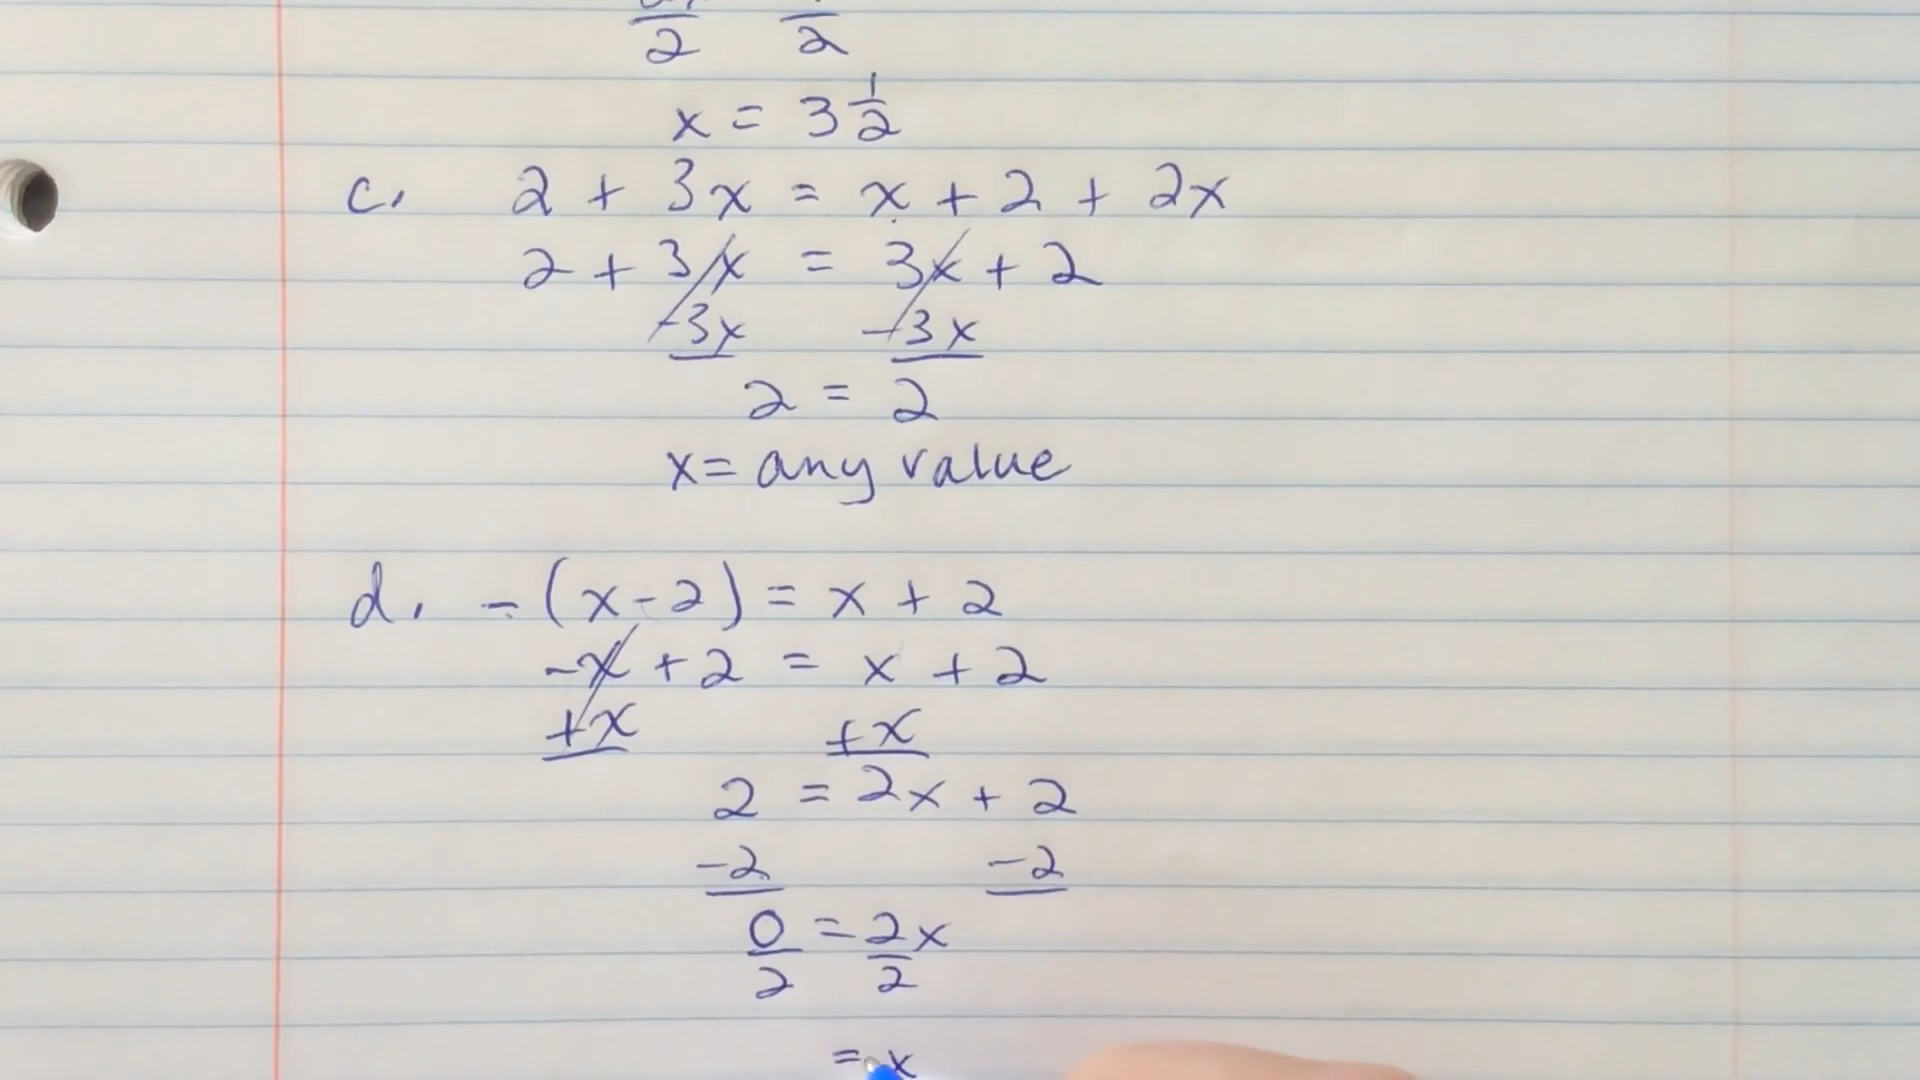 2 2
x = 3 1/2
c. 2 + 3x = x + 2 + 2x
2 + 3x = 3x + 2
-3x -3x
2 = 2
x = any value
d. -(x-2) = x + 2
-x + 2 = x + 2
+x +x
2 = 2x + 2
-2 -2
0 = 2x
2 2
= x